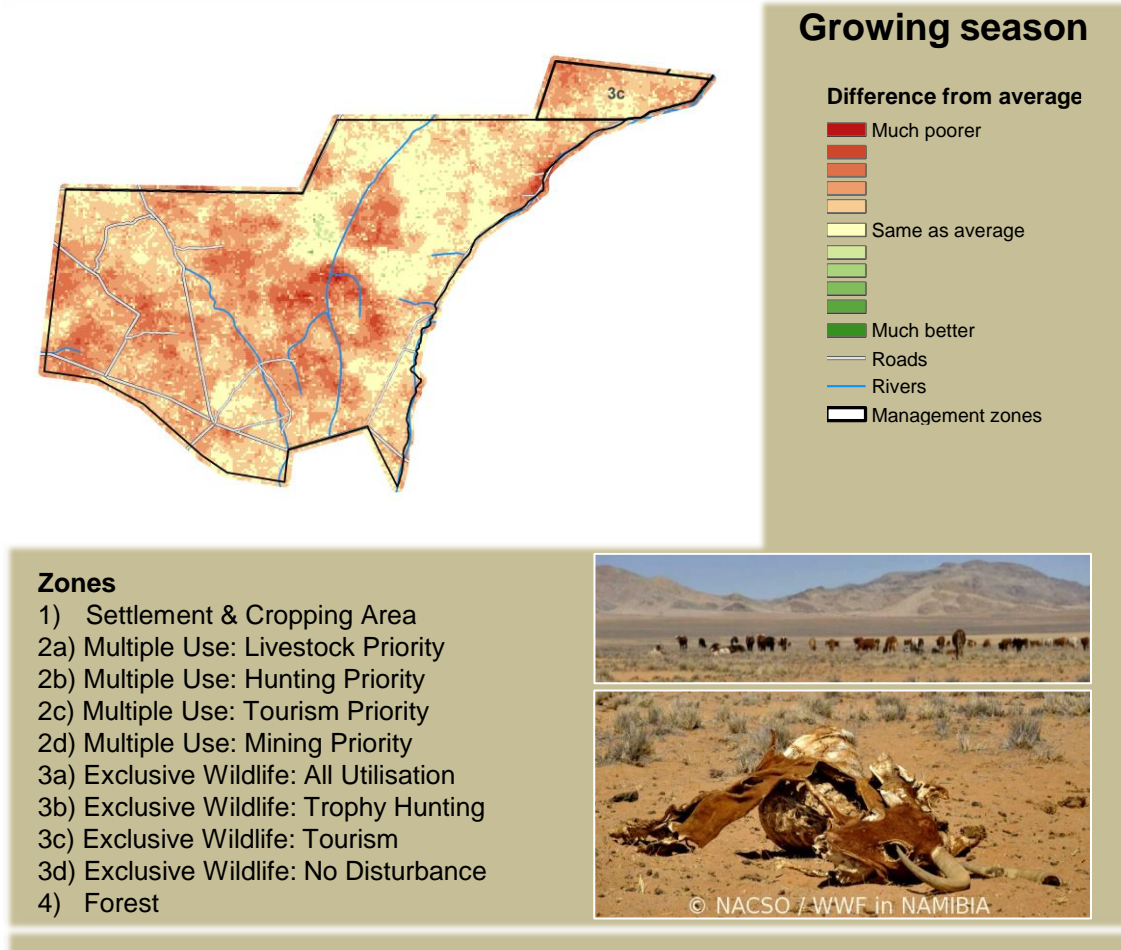 Growing season
Difference from average
Much poorer
Same as average
Much better
Roads
Rivers
Management zones
3c
Zones
1) Settlement & Cropping Area
2a) Multiple Use: Livestock Priority
2b) Multiple Use: Hunting Priority
2c) Multiple Use: Tourism Priority
2d) Multiple Use: Mining Priority
3a) Exclusive Wildlife: All Utilisation
3b) Exclusive Wildlife: Trophy Hunting
3c) Exclusive Wildlife: Tourism
3d) Exclusive Wildlife: No Disturbance
4) Forest
© NACSO / WWF in NAMIBIA